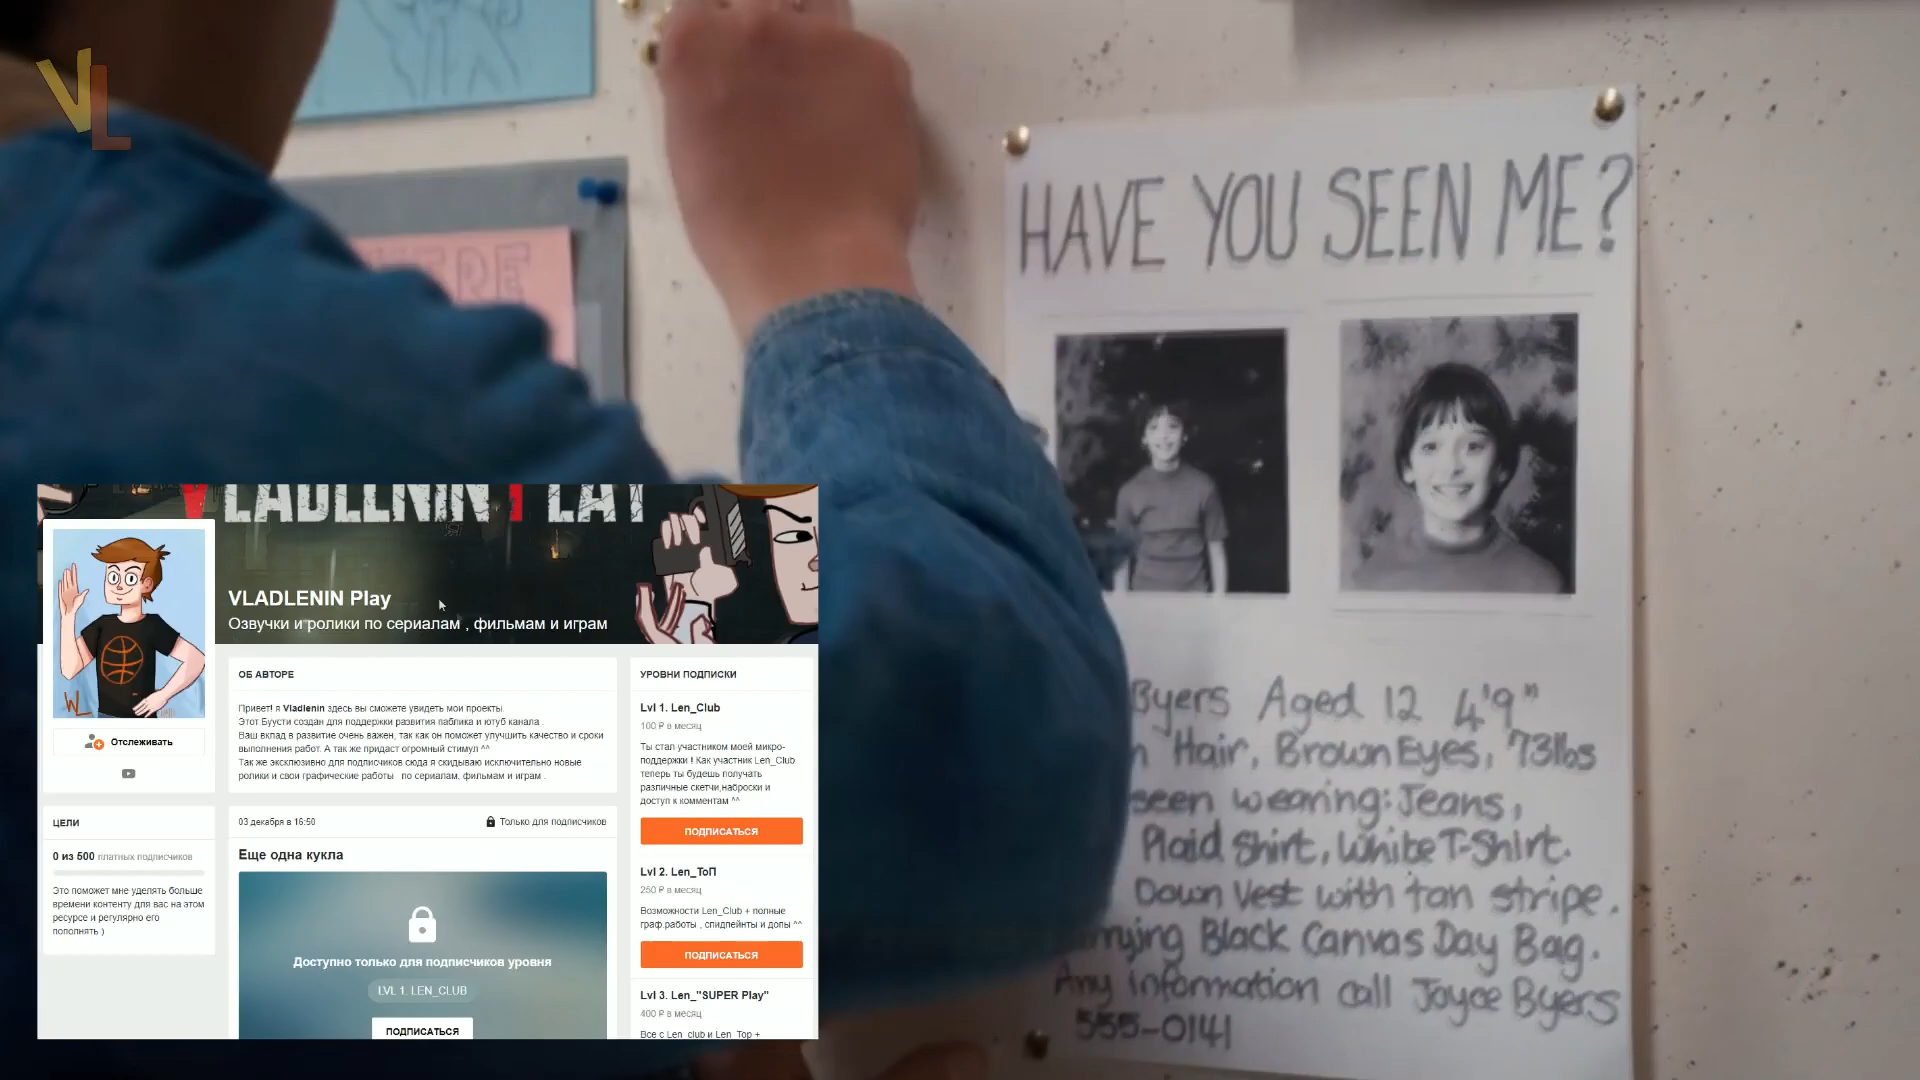 VL
HAVE YOU SEEN ME?
Byers Aged 12 4'9"
Hair, Brown Eyes, 73lbs
seen wearing: Jeans,
Plaid Shirt, White T-Shirt.
Down Vest with tan stripe.
Black Canvas Day Bag.
Any information call Joyce Byers
555-0141
VLADLENIN PLAY
VLADLENIN Play
Озвучки и ролики по сериалам , фильмам и играм
Отслеживать
ЦЕЛИ
0 из 500 платных подписчиков
Это поможет мне уделять больше
времени контенту для вас на этом
ресурсе и регулярно его
пополнять )
ОБ АВТОРЕ
Привет! я Vladlenin здесь вы сможете увидеть мои проекты.
Этот Буусти создан для поддержки развития паблика и ютуб канала .
Ваш вклад в развитие очень важен, так как он поможет улучшить качество и сроки
выполнения работ. А так же придаст огромный стимул ^^
Так же эксклюзивно для подписчиков сюда я скидываю исключительно новые
ролики и свои графические работы по сериалам, фильмам и играм .
03 декабря в 16:50
Только для подписчиков
Еще одна кукла
Доступно только для подписчиков уровня
LVL 1. LEN_CLUB
ПОДПИСАТЬСЯ
УРОВНИ ПОДПИСКИ
Lvl 1. Len_Club
100 ₽ в месяц
Ты стал участником моей микро-
поддержки ! Как участник Len_Club
теперь ты будешь получать
различные скетчи,наброски и
доступ к комментам ^^
ПОДПИСАТЬСЯ
Lvl 2. Len_ТоП
250 ₽ в месяц
Возможности Len_Club + полные
граф.работы , спидпейнты и допы ^^
ПОДПИСАТЬСЯ
Lvl 3. Len_"SUPER Play"
400 ₽ в месяц
Все с Len_club и Len_Top +